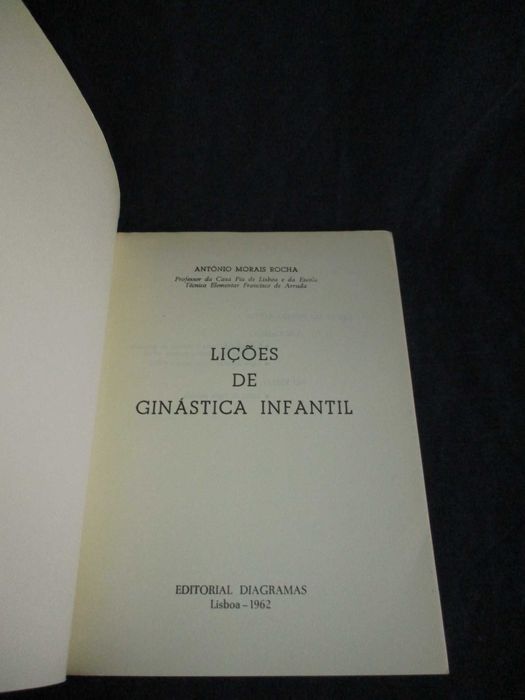 ANTÓNIO MORAIS ROCHA
Professor da Casa Pia de Lisboa e da Escola
Técnica Elementar Francisco de Arruda
LIÇÕES
DE
GINÁSTICA INFANTIL
EDITORIAL DIAGRAMAS
Lisboa – 1962